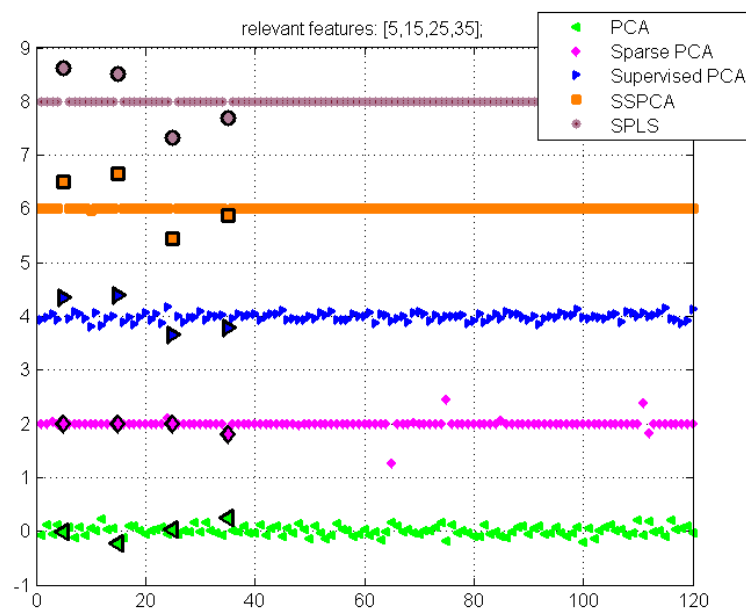 relevant features: [5,15,25,35];
PCA
Sparse PCA
Supervised PCA
SSPCA
SPLS
9
8
7
6
5
4
3
2
1
0
-1
0 20 40 60 80 100 120